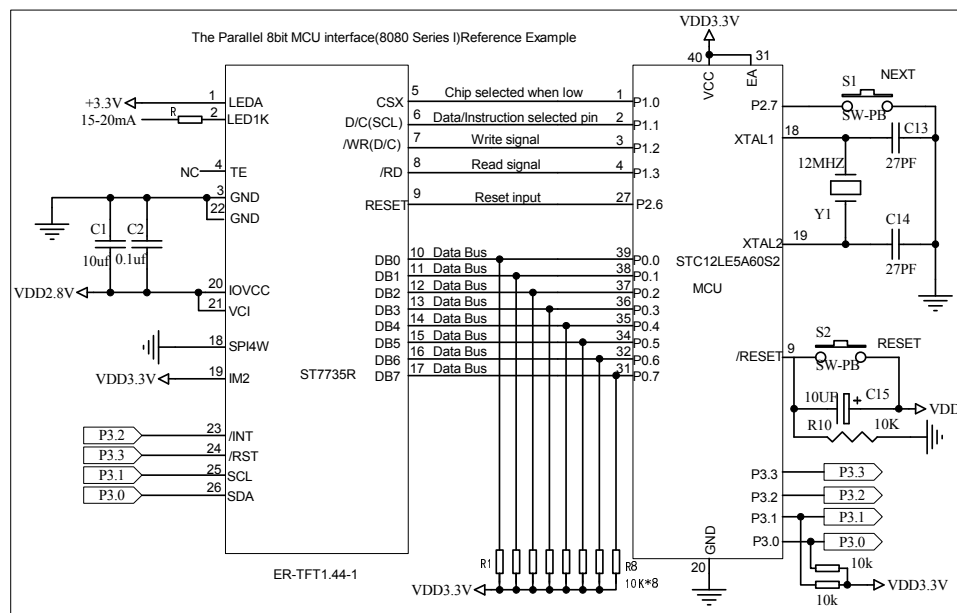 The Parallel 8bit MCU interface(8080 Series I)Reference Example
VDD3.3V
40
31
VCC
EA
+3.3V
1
LEDA
15-20mA
R
2
LED1K
NC
4
TE
3
GND
22
GND
C1
C2
10uf
0.1uf
VDD2.8V
20
IOVCC
21
VCI
18
SPI4W
VDD3.3V
19
IM2
P3.2
23
/INT
P3.3
24
/RST
P3.1
25
SCL
P3.0
26
SDA
ST7735R
ER-TFT1.44-1
CSX
5
Chip selected when low
1
P1.0
D/C(SCL)
6
Data/Instruction selected pin
2
P1.1
/WR(D/C)
7
Write signal
3
P1.2
/RD
8
Read signal
4
P1.3
RESET
9
Reset input
27
P2.6
DB0
10
Data Bus
39
P0.0
DB1
11
Data Bus
38
P0.1
DB2
12
Data Bus
37
P0.2
DB3
13
Data Bus
36
P0.3
DB4
14
Data Bus
35
P0.4
DB5
15
Data Bus
34
P0.5
DB6
16
Data Bus
32
P0.6
DB7
17
Data Bus
31
P0.7
R1
R8
10K*8
VDD3.3V
STC12LE5A60S2
MCU
GND
20
P2.7
S1
NEXT
SW-PB
XTAL1
18
C13
27PF
12MHZ
Y1
XTAL2
19
C14
27PF
/RESET
9
S2
RESET
SW-PB
10UF
+
C15
VDD
R10
10K
P3.3
P3.3
P3.2
P3.2
P3.1
P3.1
P3.0
P3.0
10k
10k
VDD3.3V